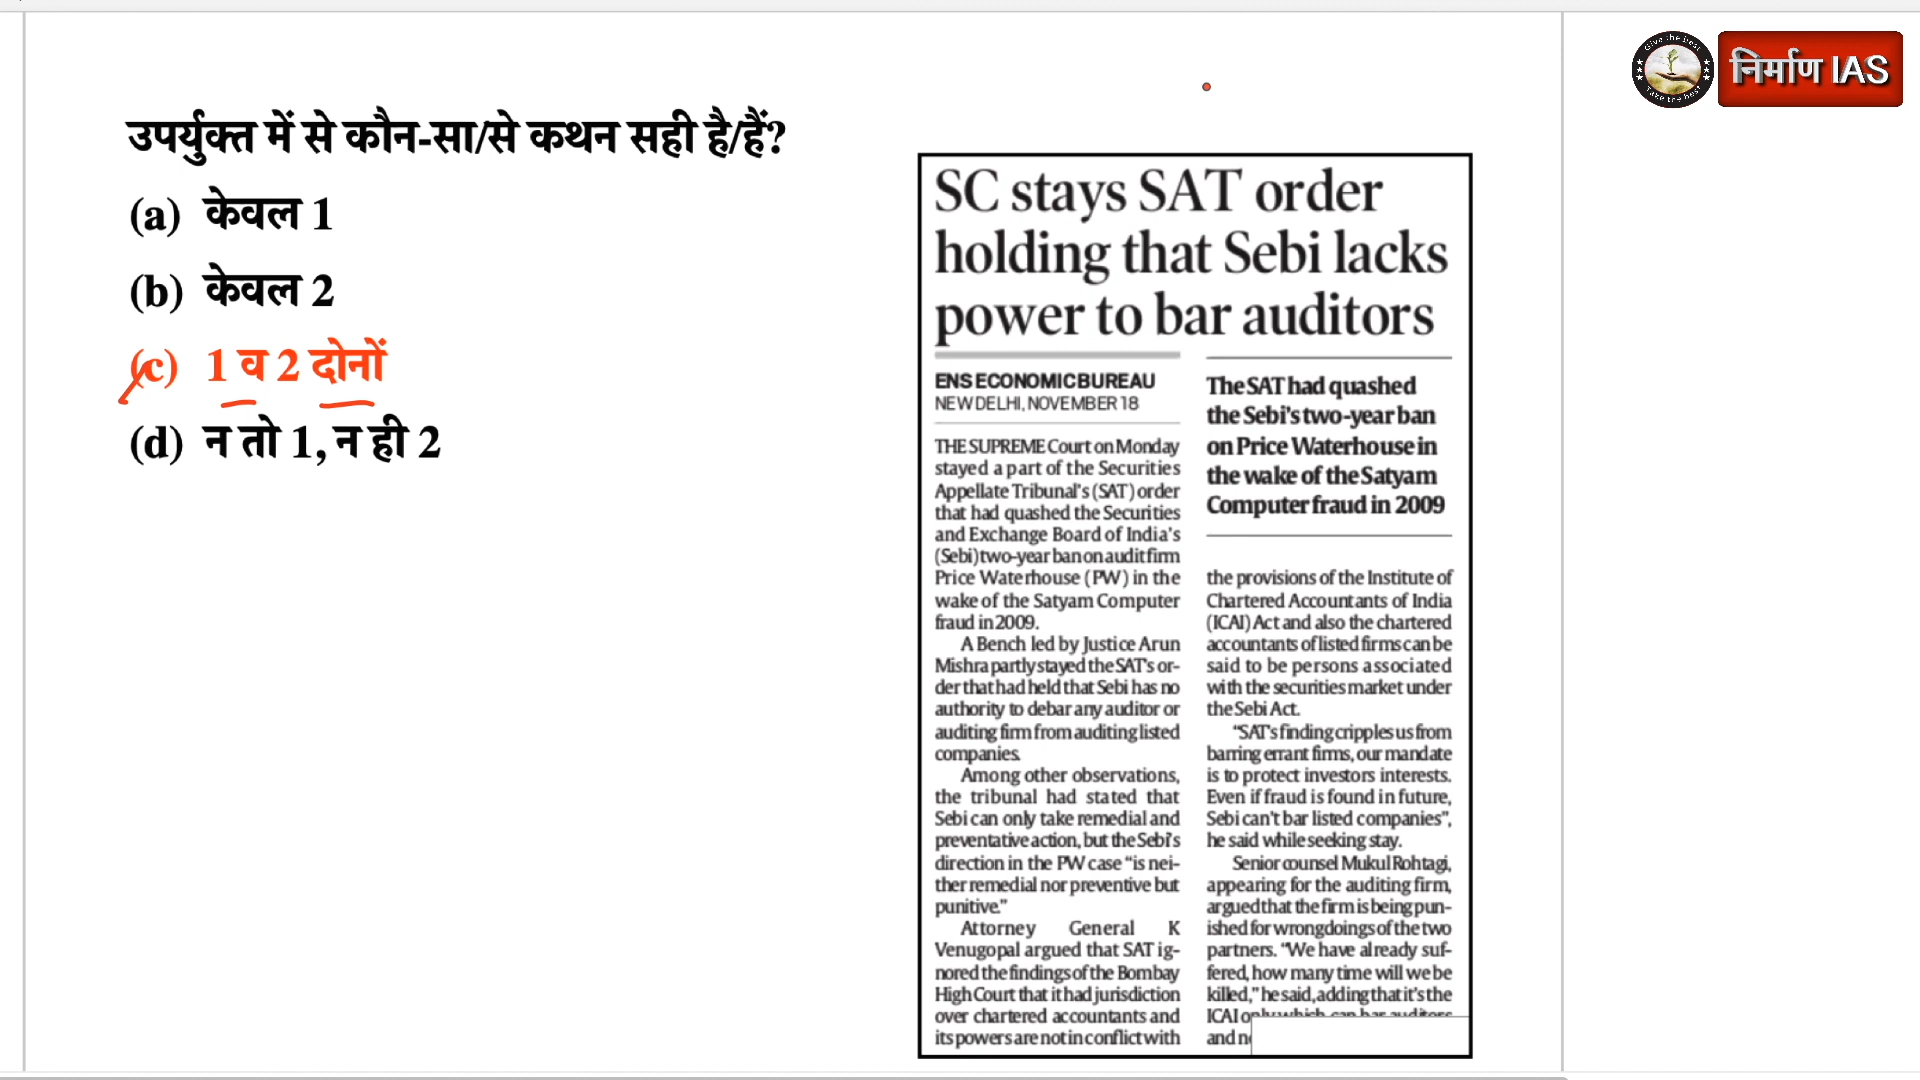 Give the best
Take the best
निर्माण IAS
उपर्युक्त में से कौन-सा/से कथन सही है/हैं?
(a) केवल 1
(b) केवल 2
(c) 1 व 2 दोनों
(d) न तो 1, न ही 2
SC stays SAT order
holding that Sebi lacks
power to bar auditors
ENS ECONOMIC BUREAU
NEW DELHI, NOVEMBER 18
THE SUPREME Court on Monday
stayed a part of the Securities
Appellate Tribunal's (SAT) order
that had quashed the Securities
and Exchange Board of India's
(Sebi) two-year ban on audit firm
Price Waterhouse (PW) in the
wake of the Satyam Computer
fraud in 2009.
A Bench led by Justice Arun
Mishra partly stayed the SAT's or-
der that had held that Sebi has no
authority to debar any auditor or
auditing firm from auditing listed
companies.
Among other observations,
the tribunal had stated that
Sebi can only take remedial and
preventative action, but the Sebi's
direction in the PW case “is nei-
ther remedial nor preventive but
punitive.”
Attorney General K
Venugopal argued that SAT ig-
nored the findings of the Bombay
High Court that it had jurisdiction
over chartered accountants and
its powers are not in conflict with
The SAT had quashed
the Sebi's two-year ban
on Price Waterhouse in
the wake of the Satyam
Computer fraud in 2009
the provisions of the Institute of
Chartered Accountants of India
(ICAI) Act and also the chartered
accountants of listed firms can be
said to be persons associated
with the securities market under
the Sebi Act.
“SAT's finding cripples us from
barring errant firms, our mandate
is to protect investors interests.
Even if fraud is found in future,
Sebi can't bar listed companies”,
he said while seeking stay.
Senior counsel Mukul Rohtagi,
appearing for the auditing firm,
argued that the firm is being pun-
ished for wrongdoings of the two
partners. “We have already suf-
fered, how many time will we be
killed,” he said, adding that it's the
ICAI only which can bar auditors
and